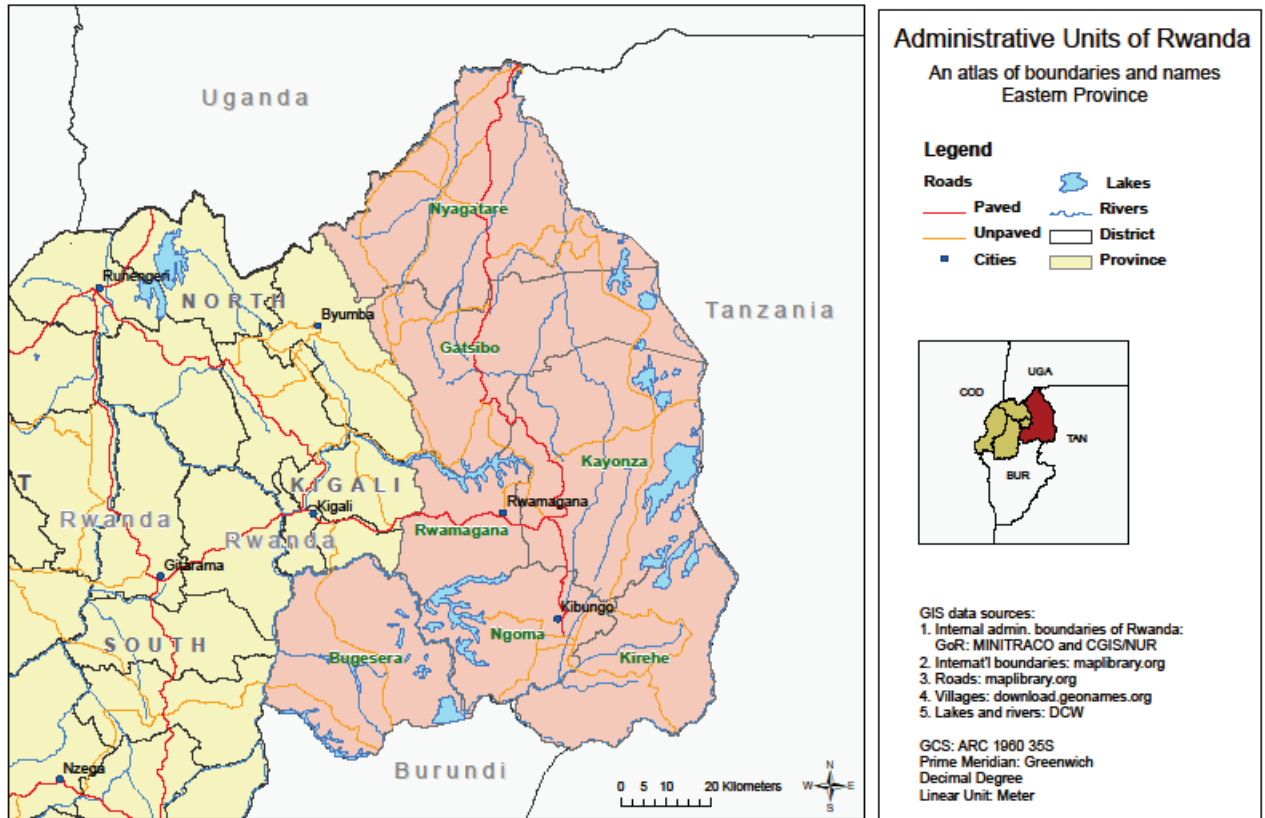 Uganda
Nyagatare
Ruhengeri
NORTH
Byumba
Tanzania
Gatsibo
Kayonza
T
KIGALI
Rwamagana
Rwanda
Kigali
Rwanda
Rwamagana
Gitarama
Kibungo
SOUTH
Ngoma
Bugesera
Kirehe
Nzega
Burundi
0 5 10 20 Kilometers
N
W E
S
Administrative Units of Rwanda
An atlas of boundaries and names
Eastern Province
Legend
Roads
Lakes
Paved
Rivers
Unpaved
District
Cities
Province
UGA
COD
TAN
BUR
GIS data sources:
1. Internal admin. boundaries of Rwanda:
GoR: MINITRACO and CGIS/NUR
2. Internat'l boundaries: maplibrary.org
3. Roads: maplibrary.org
4. Villages: download.geonames.org
5. Lakes and rivers: DCW
GCS: ARC 1960 35S
Prime Meridian: Greenwich
Decimal Degree
Linear Unit: Meter